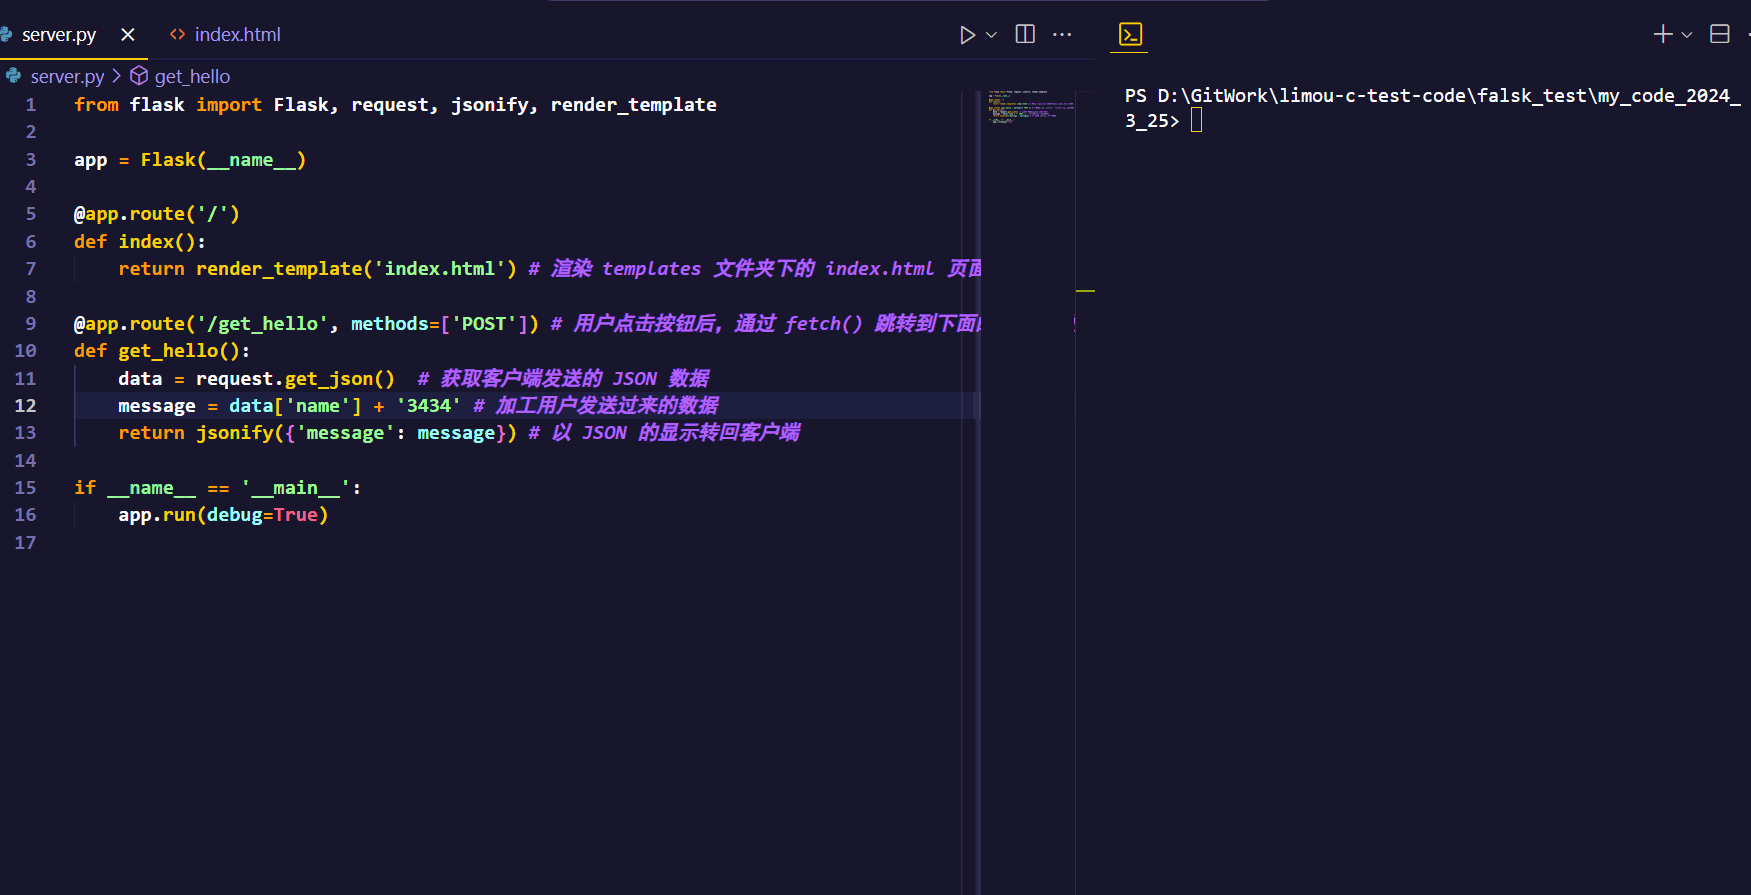 server.py
index.html
server.py > get_hello
1 from flask import Flask, request, jsonify, render_template
2
3 app = Flask(__name__)
4
5 @app.route('/')
6 def index():
7 return render_template('index.html') # 渲染 templates 文件夹下的 index.html 页面
8
9 @app.route('/get_hello', methods=['POST']) # 用户点击按钮后，通过 fetch() 跳转到下面
10 def get_hello():
11 data = request.get_json() # 获取客户端发送的 JSON 数据
12 message = data['name'] + '3434' # 加工用户发送过来的数据
13 return jsonify({'message': message}) # 以 JSON 的显示转回客户端
14
15 if __name__ == '__main__':
16 app.run(debug=True)
17
PS D:\GitWork\limou-c-test-code\falsk_test\my_code_2024_
3_25>